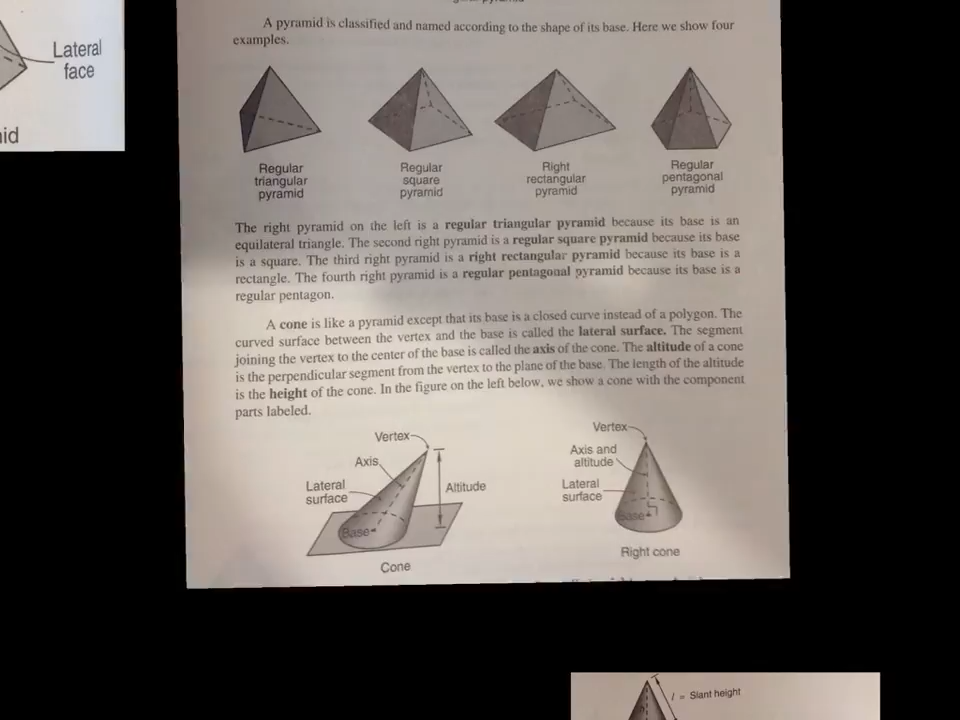 Lateral
face
A pyramid is classified and named according to the shape of its base. Here we show four
examples.
Regular
triangular
pyramid
Regular
square
pyramid
Right
rectangular
pyramid
Regular
pentagonal
pyramid
The right pyramid on the left is a regular triangular pyramid because its base is an
equilateral triangle. The second right pyramid is a regular square pyramid because its base
is a square. The third right pyramid is a right rectangular pyramid because its base is a
rectangle. The fourth right pyramid is a regular pentagonal pyramid because its base is a
regular pentagon.
A cone is like a pyramid except that its base is a closed curve instead of a polygon. The
curved surface between the vertex and the base is called the lateral surface. The segment
joining the vertex to the center of the base is called the axis of the cone. The altitude of a cone
is the perpendicular segment from the vertex to the plane of the base. The length of the altitude
is the height of the cone. In the figure on the left below, we show a cone with the component
parts labeled.
Vertex
Axis
Lateral
surface
Altitude
Base
Cone
Vertex
Axis and
altitude
Lateral
surface
Base
Right cone
l = Slant height